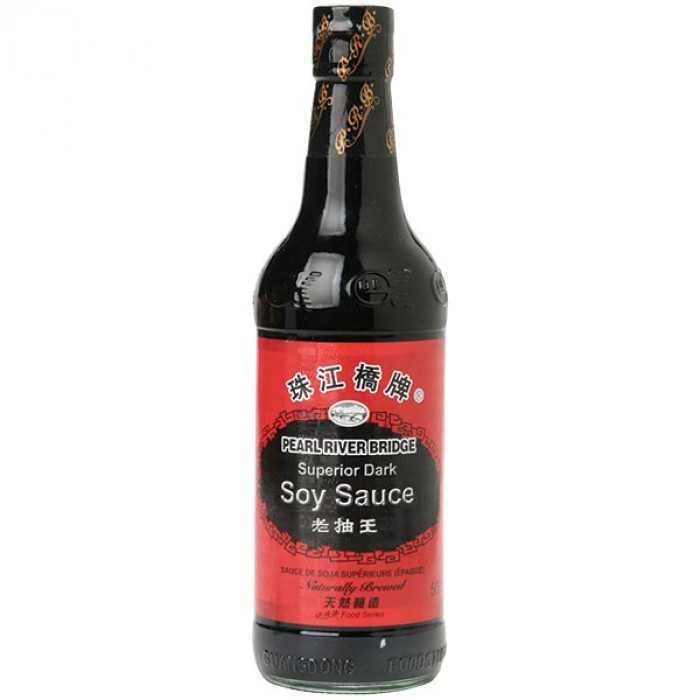 P.R.B.
P.R.B.
珠江橋牌®
PEARL RIVER BRIDGE
Superior Dark
Soy Sauce
老抽王
SAUCE DE SOJA SUPÉRIEURE (ÉPAISSE)
Naturally Brewed
天然釀造
Food Series
GUANGDONG